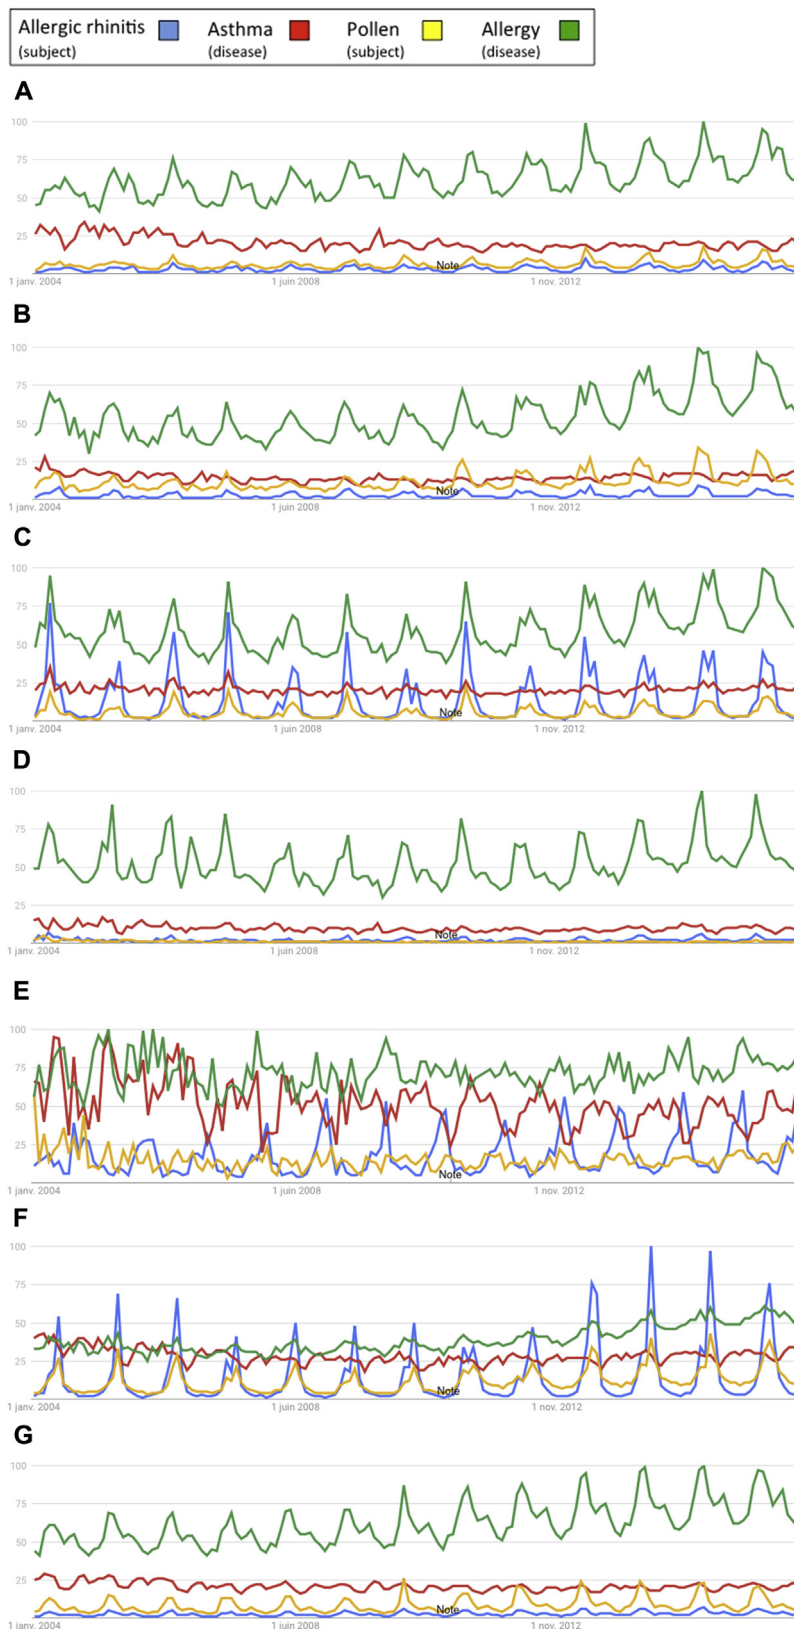 Allergic rhinitis Asthma Pollen Allergy
(subject) (disease) (subject) (disease)
A
100
75
50
25
Note
1 janv. 2004 1 juin 2008 1 nov. 2012
B
100
75
50
25
Note
1 janv. 2004 1 juin 2008 1 nov. 2012
C
100
75
50
25
Note
1 janv. 2004 1 juin 2008 1 nov. 2012
D
100
75
50
25
Note
1 janv. 2004 1 juin 2008 1 nov. 2012
E
100
75
50
25
Note
1 janv. 2004 1 juin 2008 1 nov. 2012
F
100
75
50
25
Note
1 janv. 2004 1 juin 2008 1 nov. 2012
G
100
75
50
25
Note
1 janv. 2004 1 juin 2008 1 nov. 2012